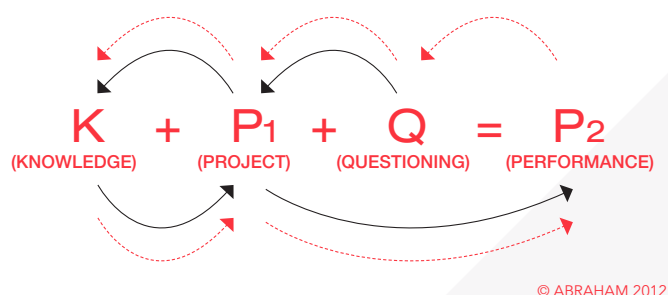 K + P1 + Q = P2
(KNOWLEDGE) (PROJECT) (QUESTIONING) (PERFORMANCE)
© ABRAHAM 2012